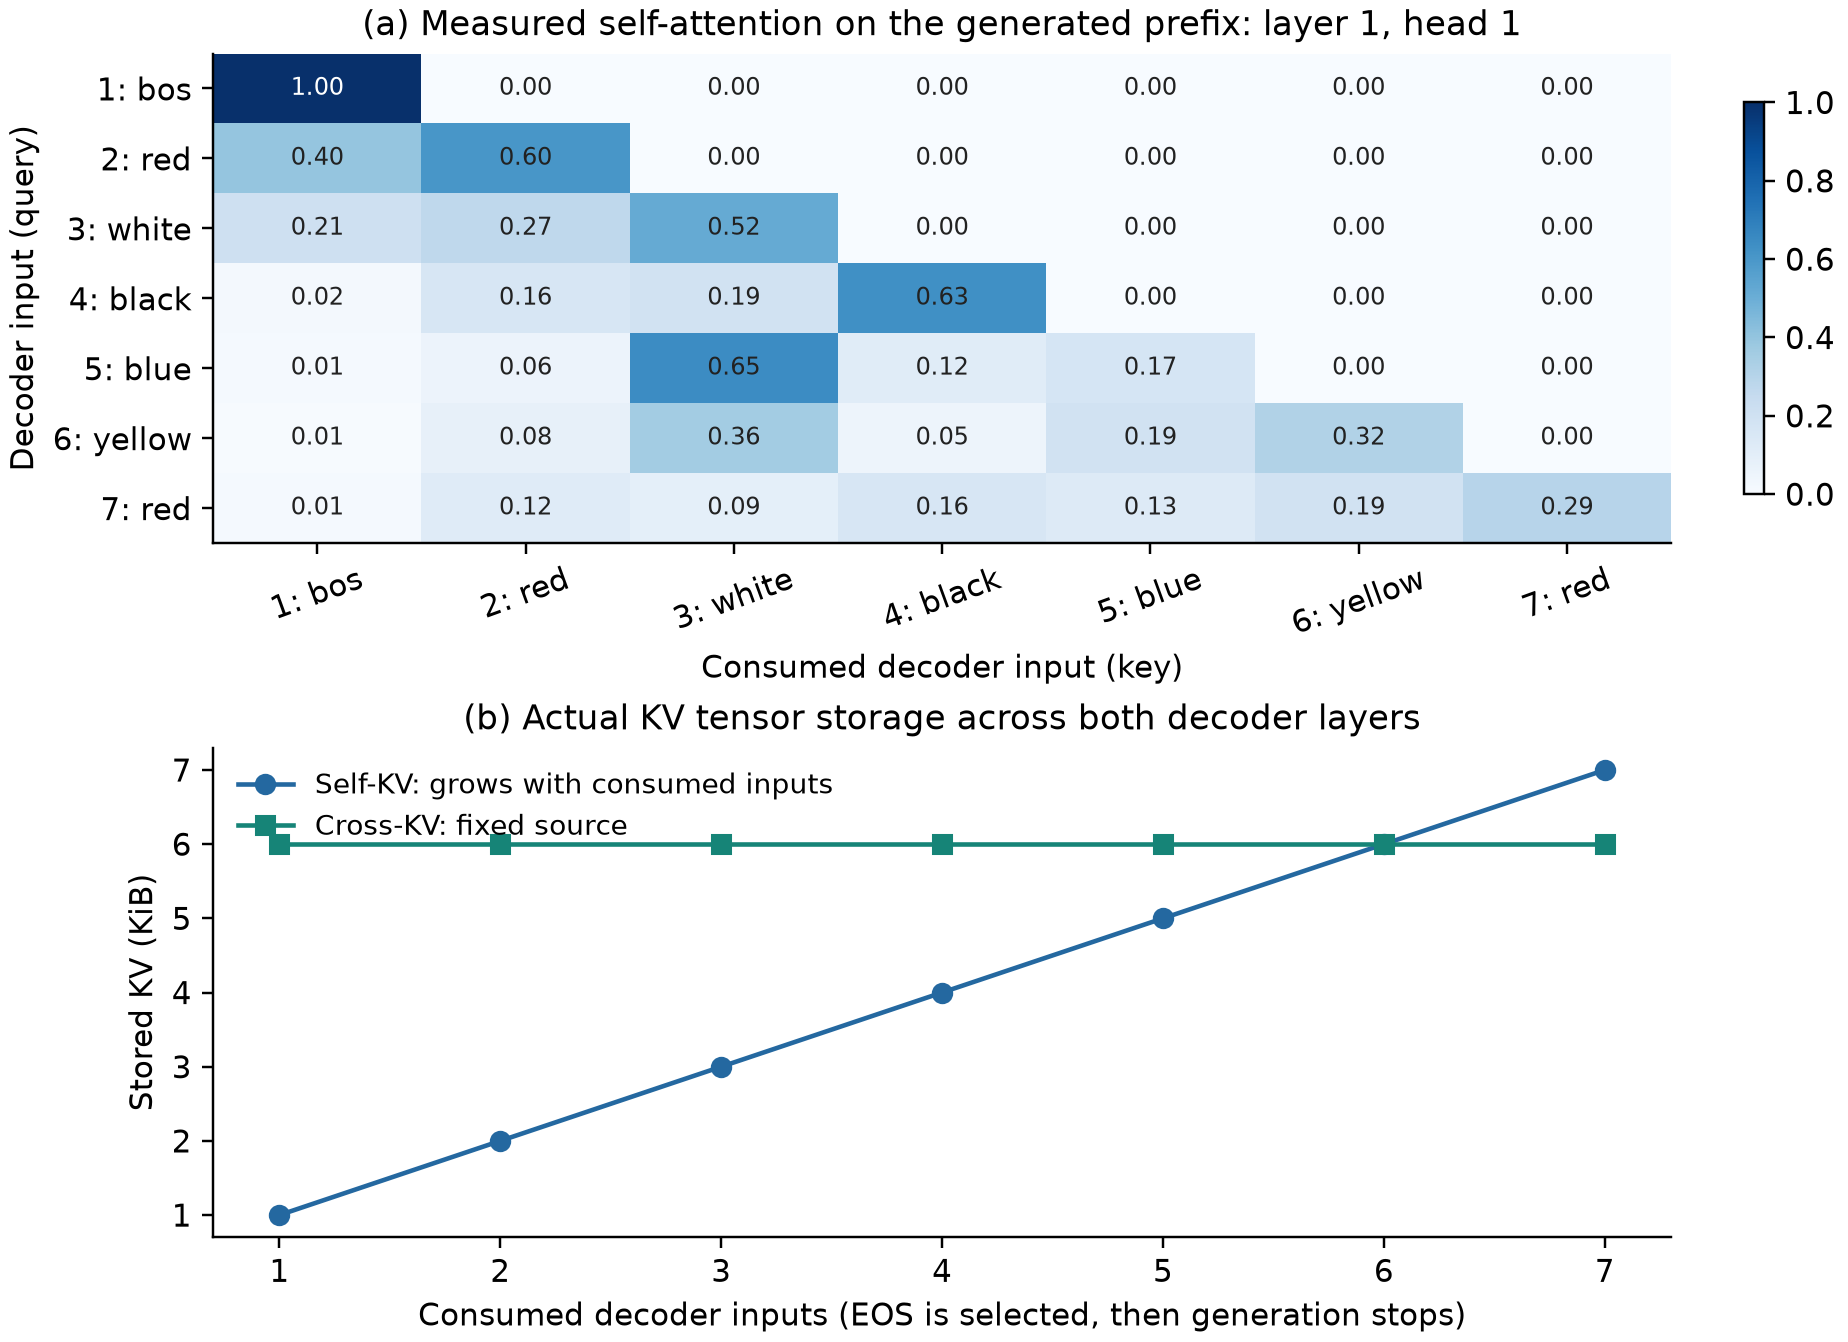 (a) Measured self-attention on the generated prefix: layer 1, head 1
Decoder input (query)
1: bos 1.00 0.00 0.00 0.00 0.00 0.00 0.00
2: red 0.40 0.60 0.00 0.00 0.00 0.00 0.00
3: white 0.21 0.27 0.52 0.00 0.00 0.00 0.00
4: black 0.02 0.16 0.19 0.63 0.00 0.00 0.00
5: blue 0.01 0.06 0.65 0.12 0.17 0.00 0.00
6: yellow 0.01 0.08 0.36 0.05 0.19 0.32 0.00
7: red 0.01 0.12 0.09 0.16 0.13 0.19 0.29
1: bos 2: red 3: white 4: black 5: blue 6: yellow 7: red
Consumed decoder input (key)
1.0
0.8
0.6
0.4
0.2
0.0
(b) Actual KV tensor storage across both decoder layers
Self-KV: grows with consumed inputs
Cross-KV: fixed source
Stored KV (KiB)
7
6
5
4
3
2
1
1 2 3 4 5 6 7
Consumed decoder inputs (EOS is selected, then generation stops)